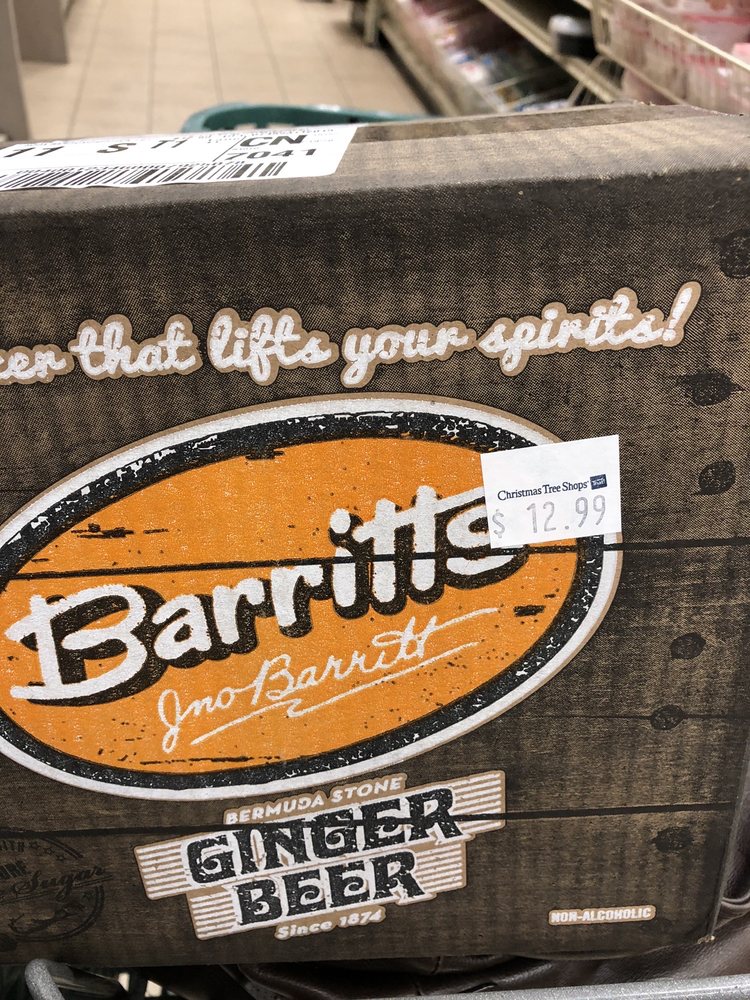 CN
7041
that lifts your spirits!
Christmas Tree Shops
$ 12.99
Barritts
Jno Barritt
BERMUDA STONE
GINGER
BEER
Since 1874
Sugar
NON-ALCOHOLIC